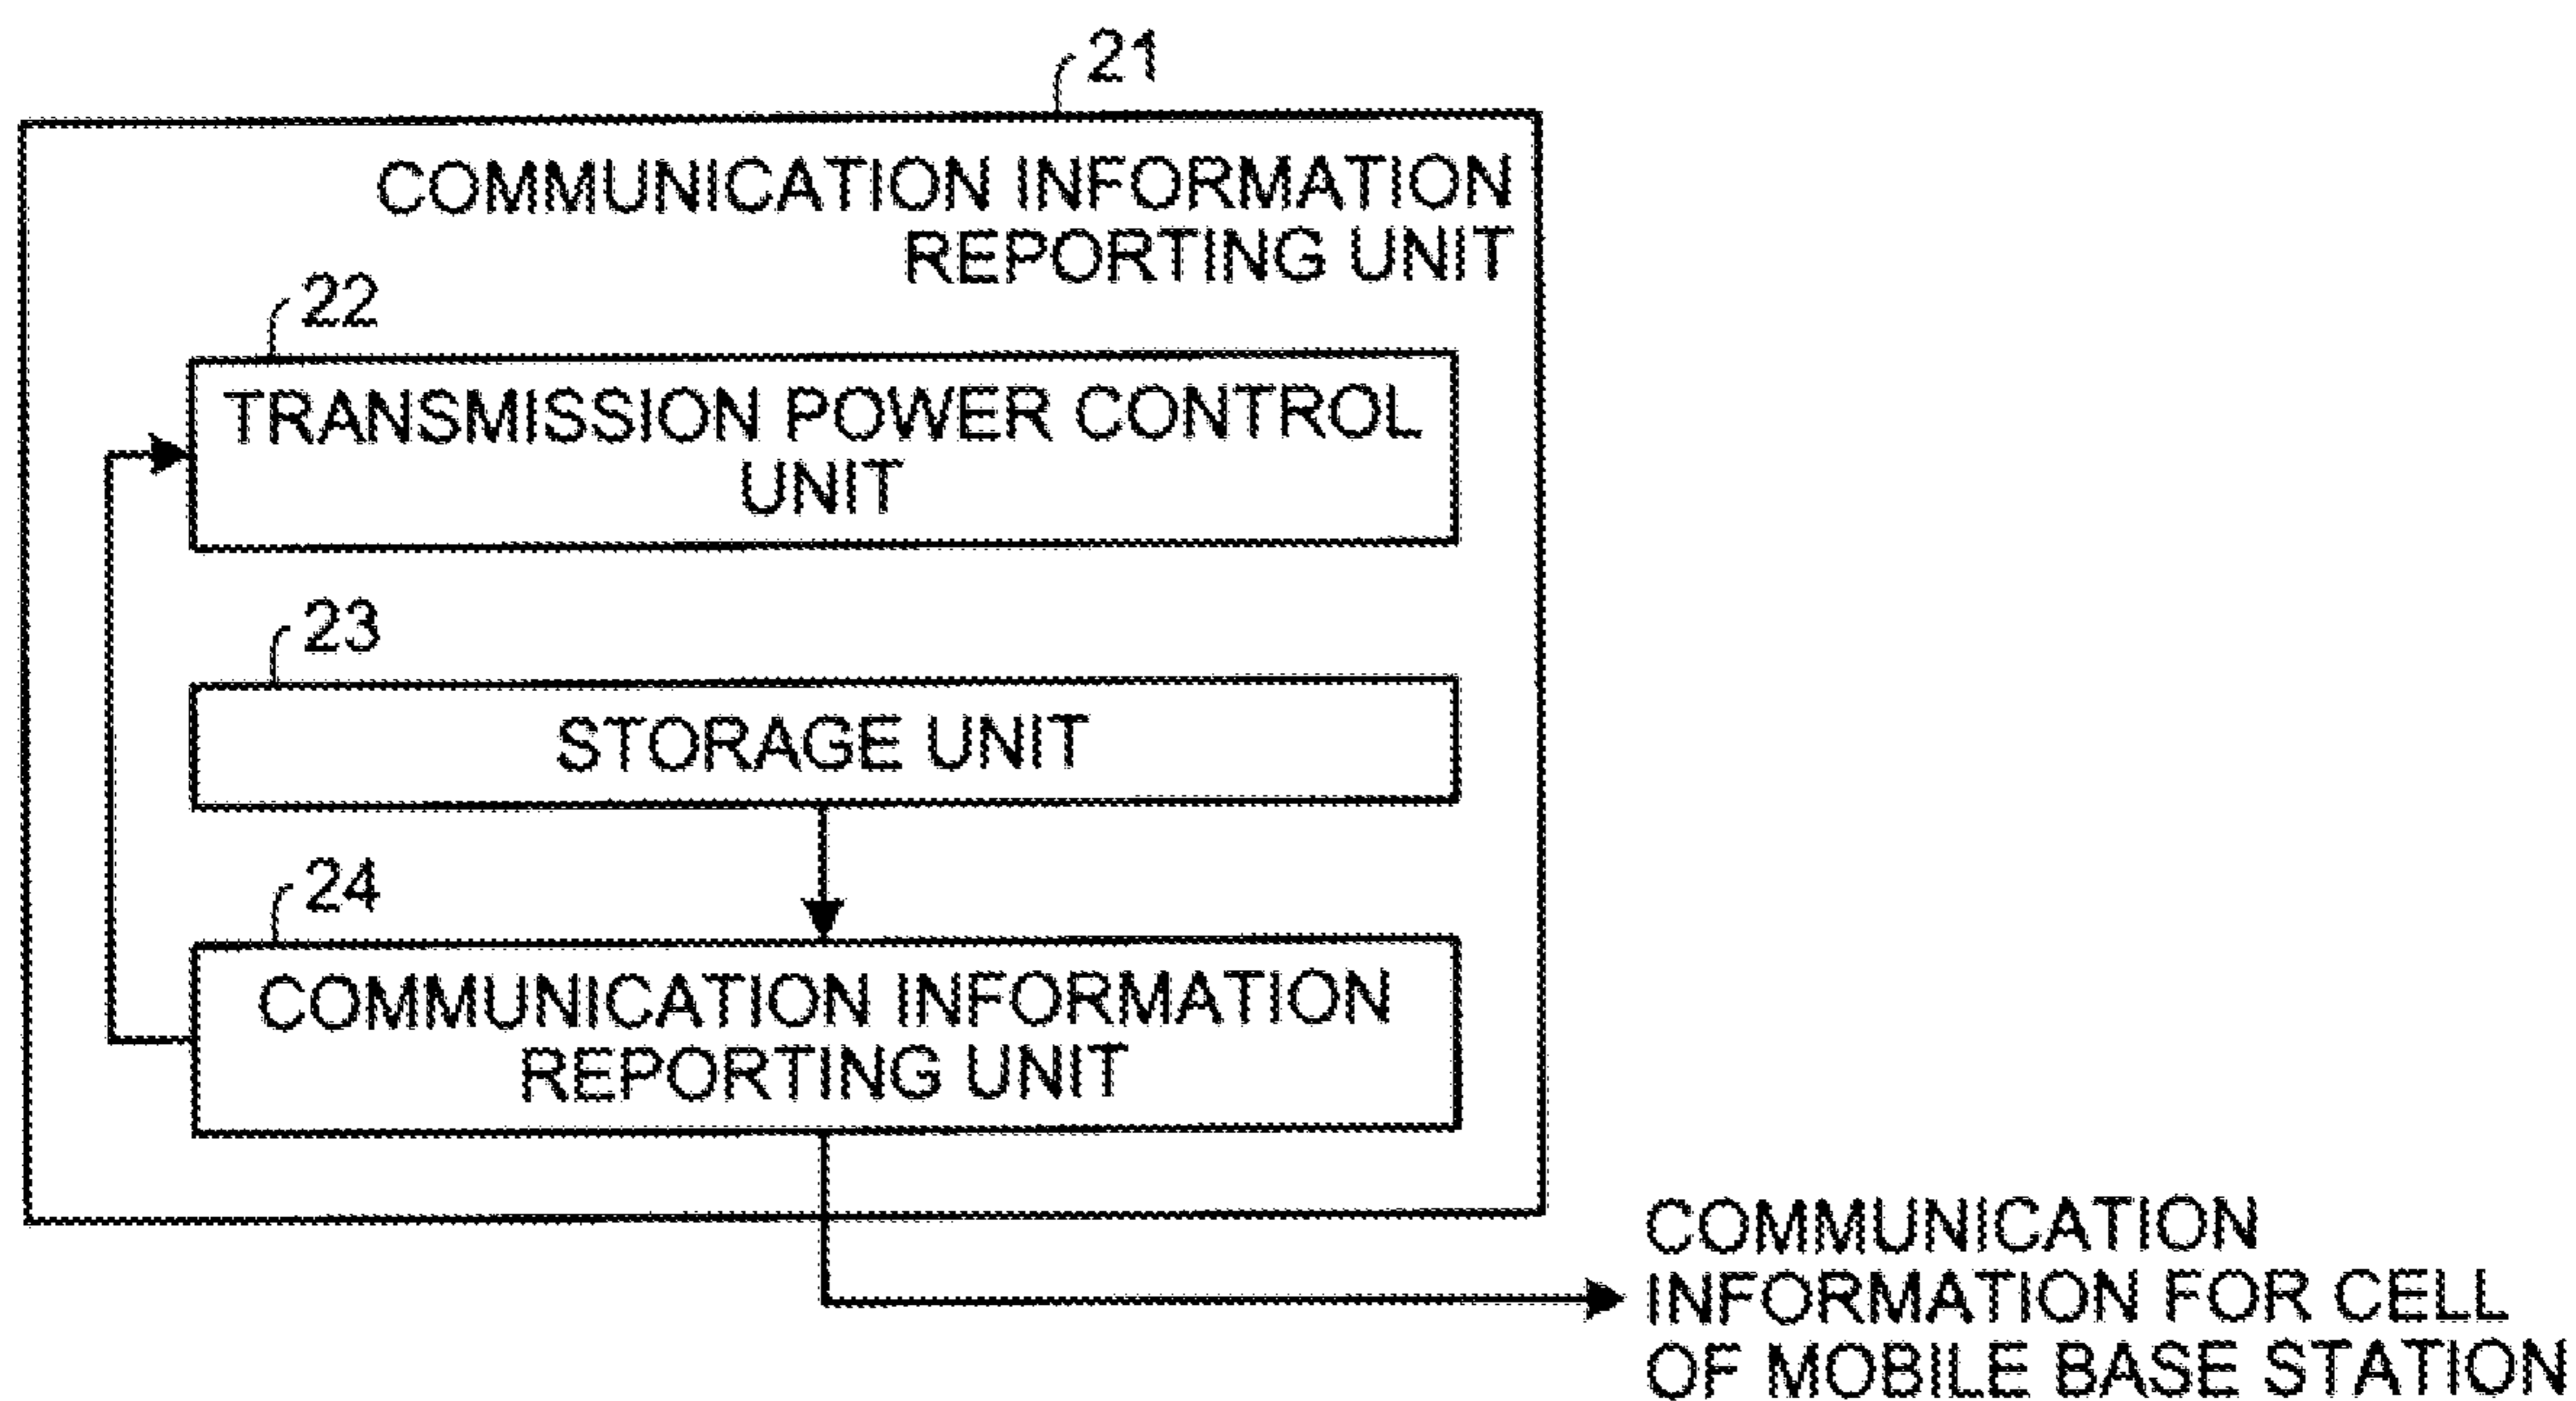 21
COMMUNICATION INFORMATION
REPORTING UNIT
22
TRANSMISSION POWER CONTROL
UNIT
23
STORAGE UNIT
24
COMMUNICATION INFORMATION
REPORTING UNIT
COMMUNICATION
INFORMATION FOR CELL
OF MOBILE BASE STATION